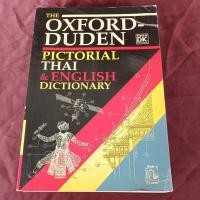 THE
OXFORD-
DUDEN
PICTORIAL
THAI
& ENGLISH
DICTIONARY